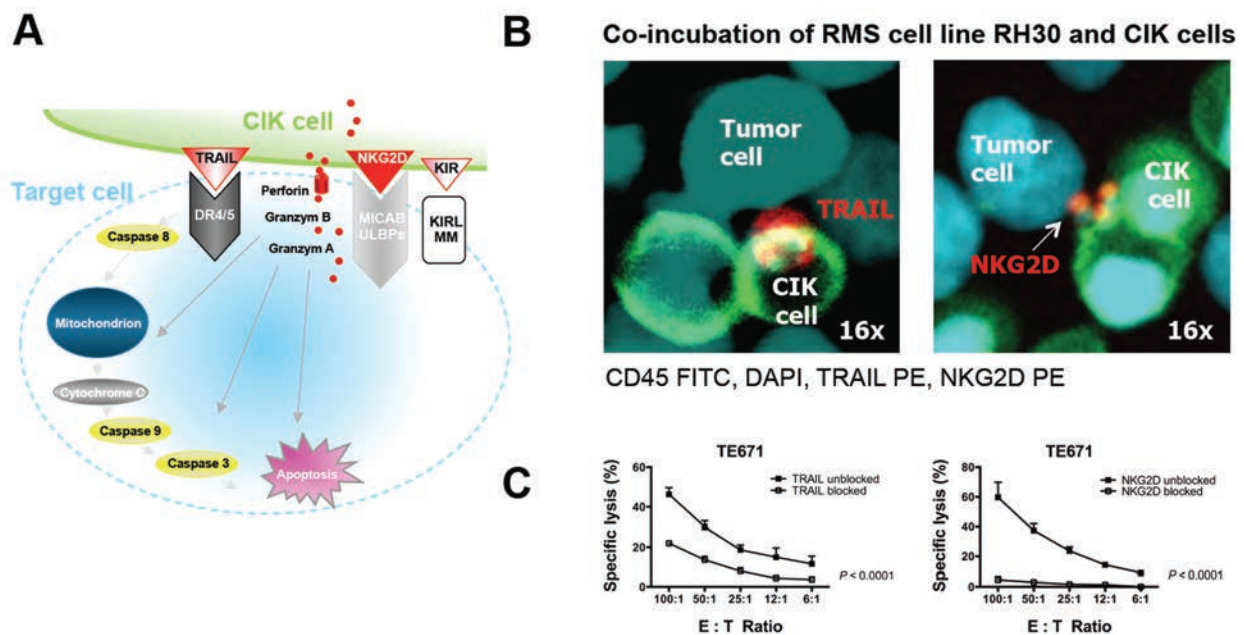 A
CIK cell
TRAIL
NKG2D
KIR
Target cell
Perforin
DR4/5
Granzym B
MICAB
ULBPs
KIRL
MM
Caspase 8
Granzym A
Mitochondrion
Cytochrome C
Caspase 9
Caspase 3
Apoptosis
B
Co-incubation of RMS cell line RH30 and CIK cells
Tumor
cell
TRAIL
CIK
cell
16x
Tumor
cell
CIK
cell
NKG2D
16x
CD45 FITC, DAPI, TRAIL PE, NKG2D PE
C
TE671
Specific lysis (%)
60
40
20
0
TRAIL unblocked
TRAIL blocked
P < 0.0001
100:1 50:1 25:1 12:1 6:1
E : T Ratio
TE671
Specific lysis (%)
80
60
40
20
0
NKG2D unblocked
NKG2D blocked
P < 0.0001
100:1 50:1 25:1 12:1 6:1
E : T Ratio